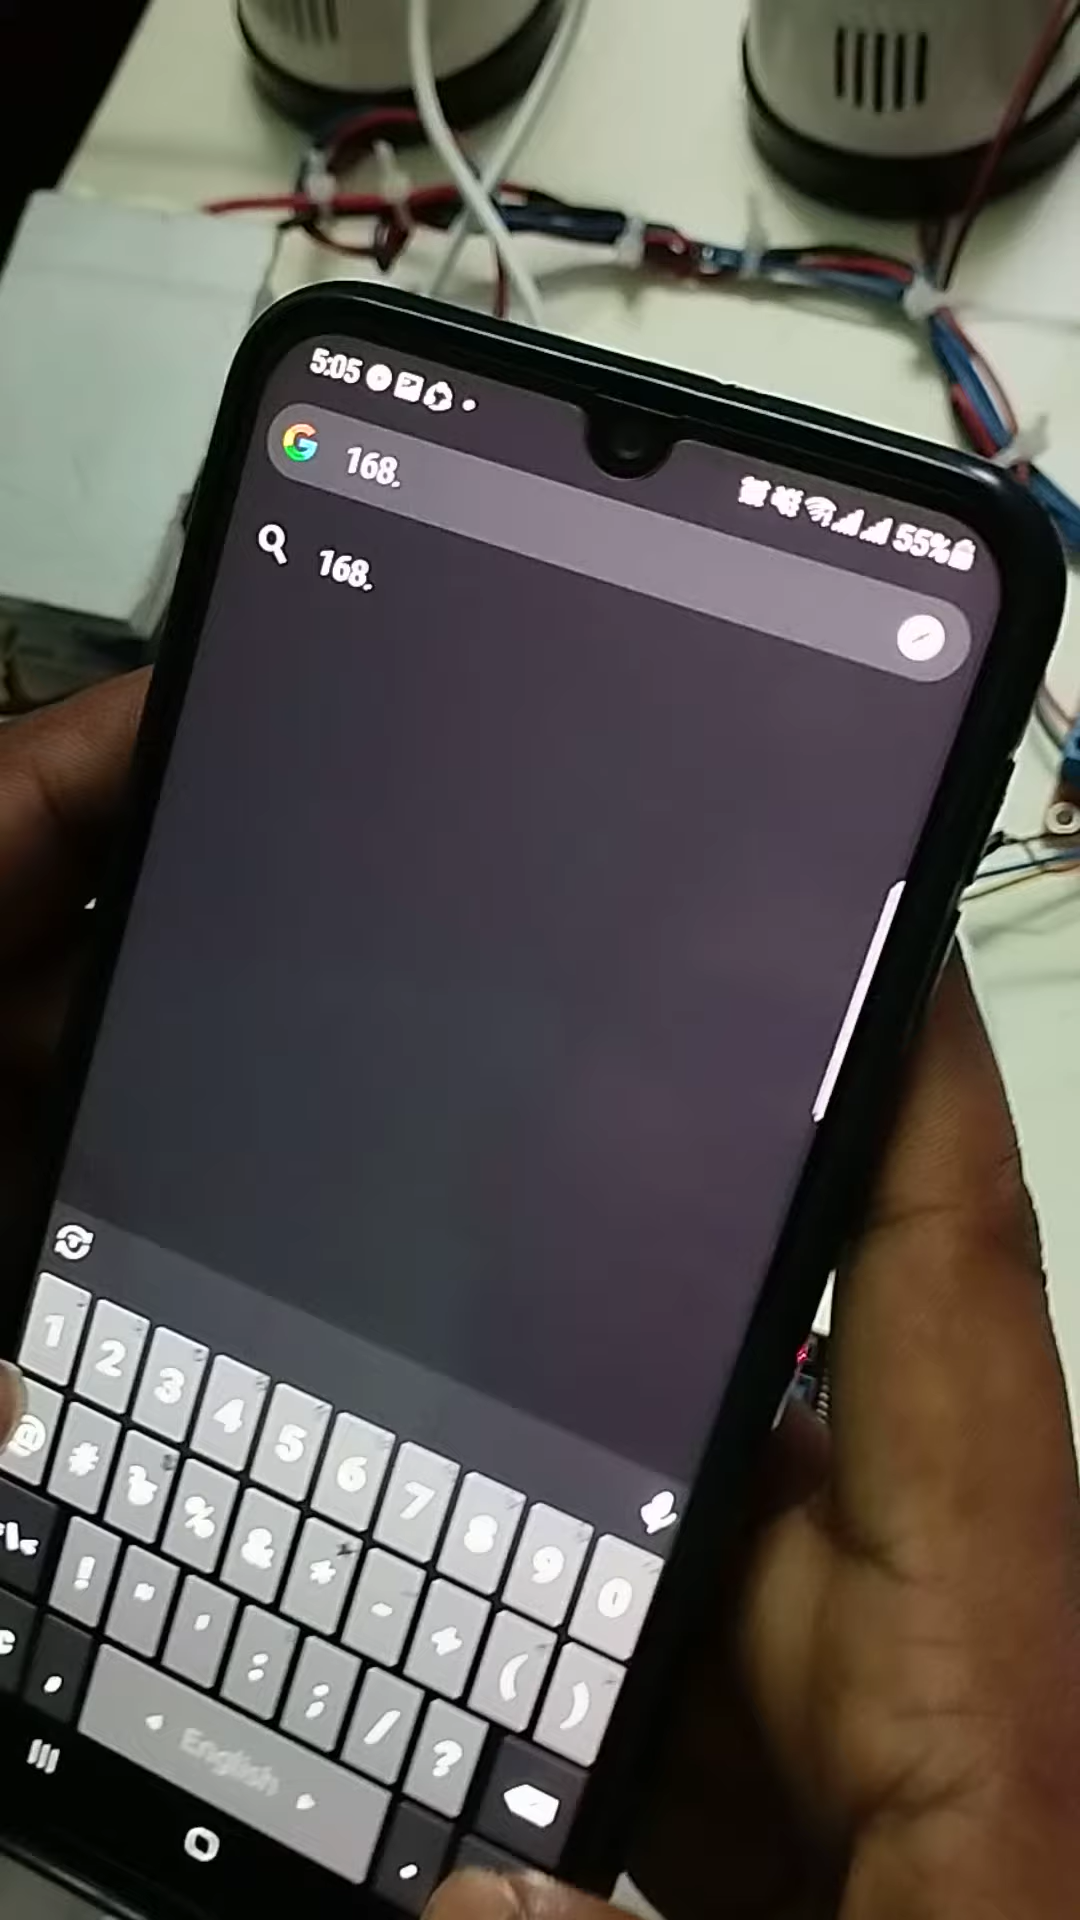 5:05
55%
168.
168.
1 2 3 4 5 6 7 8 9 0
@ # % & * - + ( )
! " ' : ; / ?
, English .